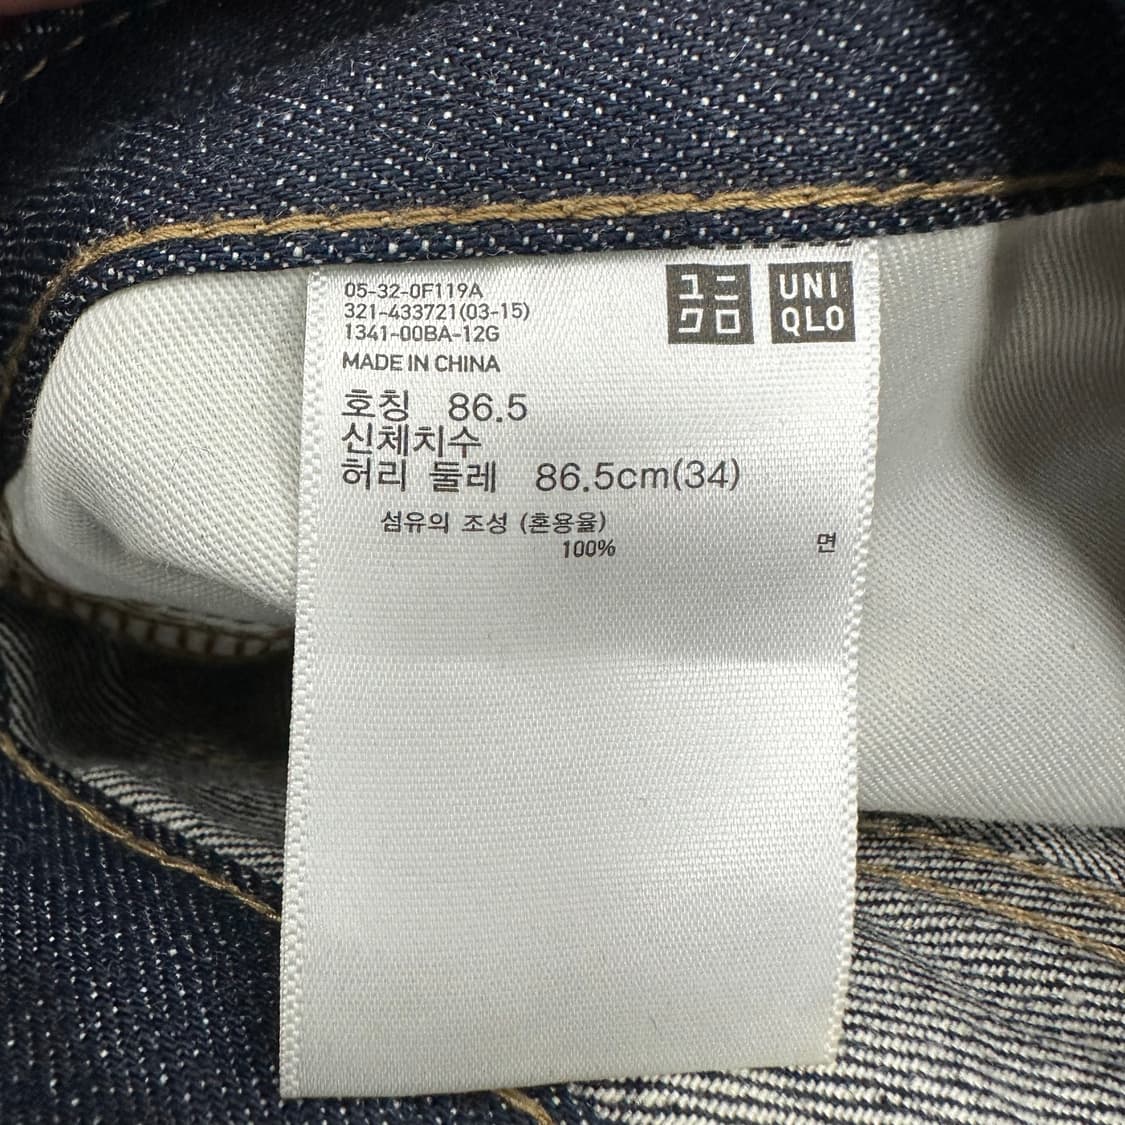 05-32-0F119A
321-433721(03-15)
1341-00BA-12G
MADE IN CHINA
ユニ
クロ
UNI
QLO
호칭 86.5
신체치수
허리 둘레 86.5cm(34)
섬유의 조성 (혼용율)
100% 면